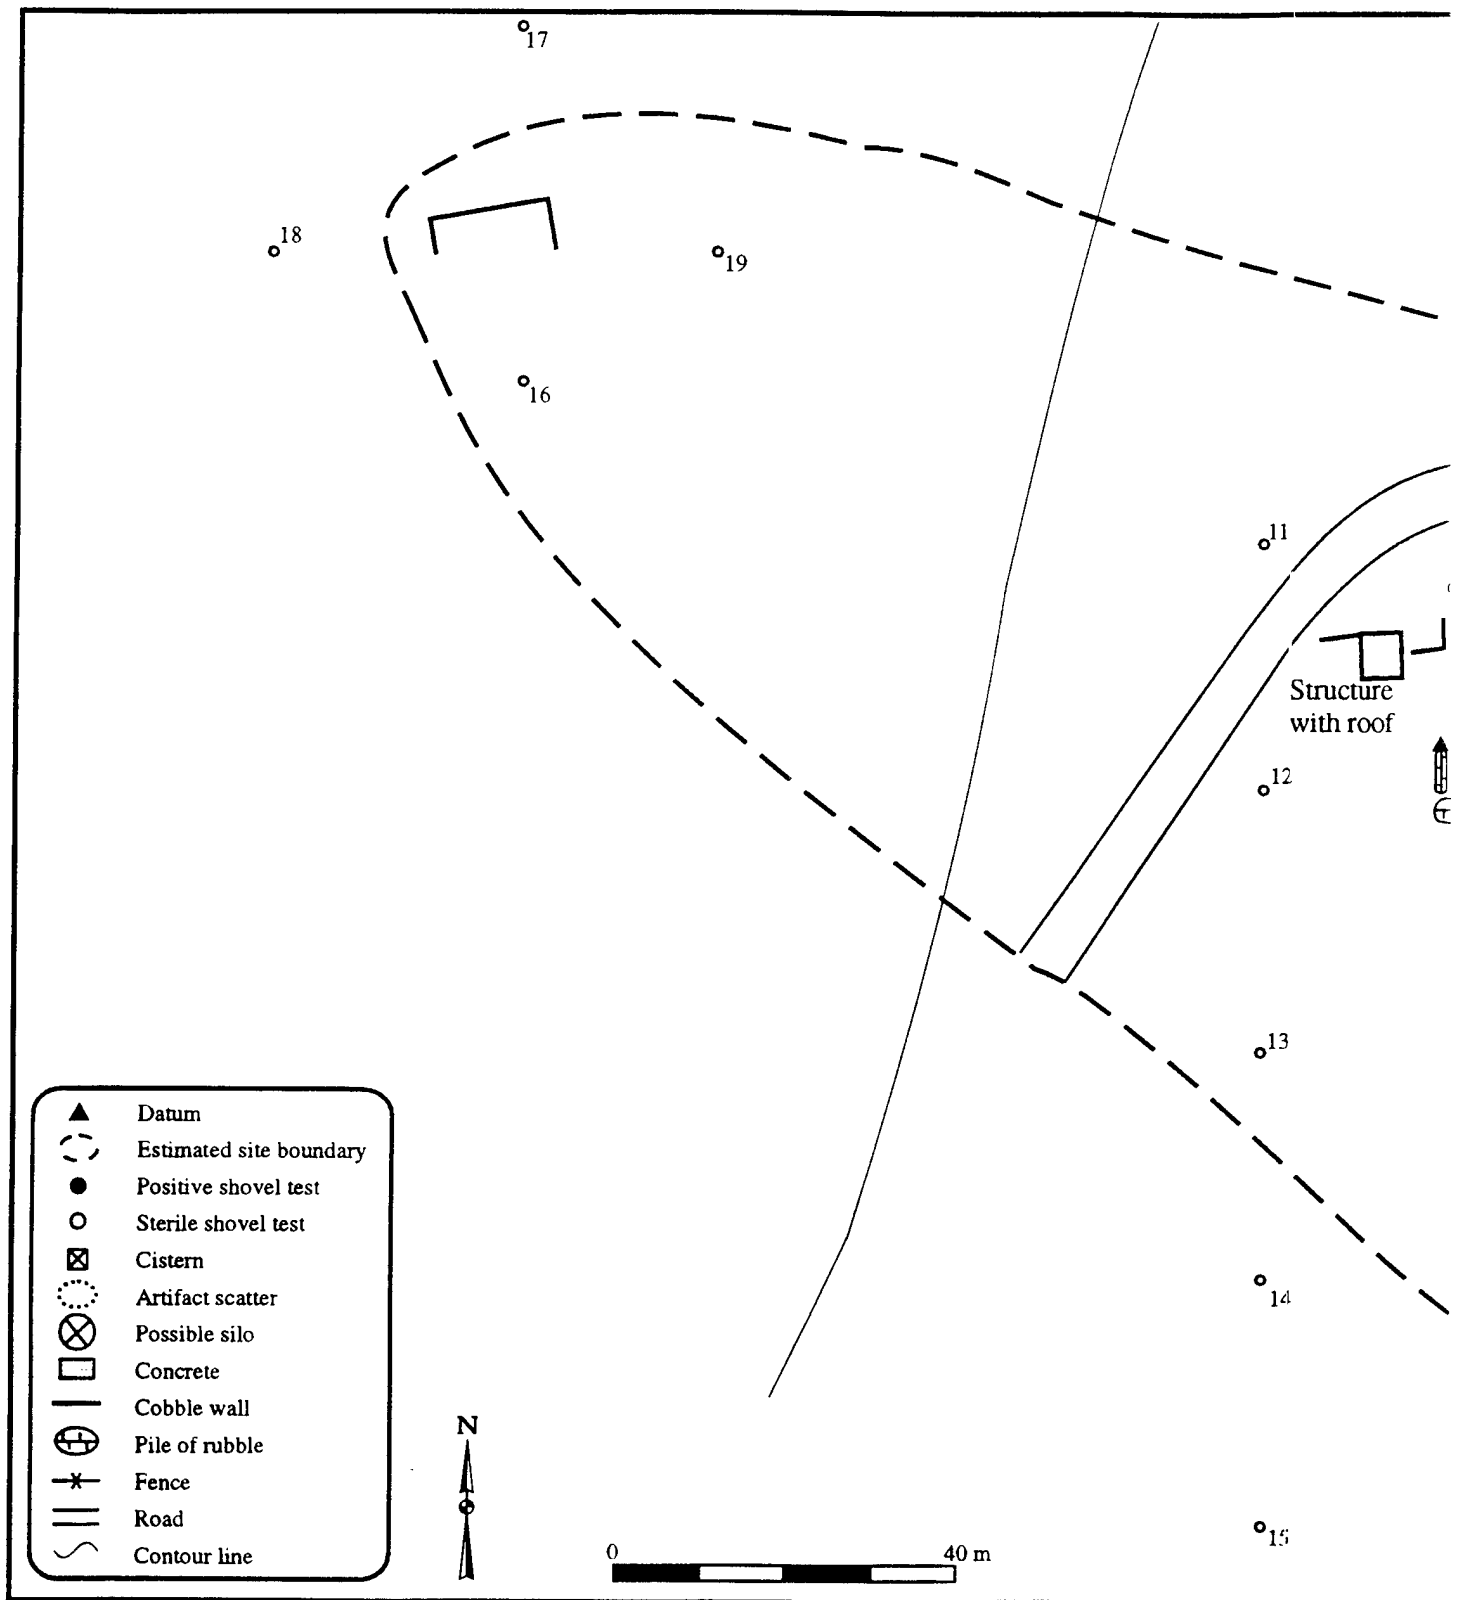 17
18
19
16
11
Structure
with roof
12
13
14
15
Datum
Estimated site boundary
Positive shovel test
Sterile shovel test
Cistern
Artifact scatter
Possible silo
Concrete
Cobble wall
Pile of rubble
Fence
Road
Contour line
N
0 40 m